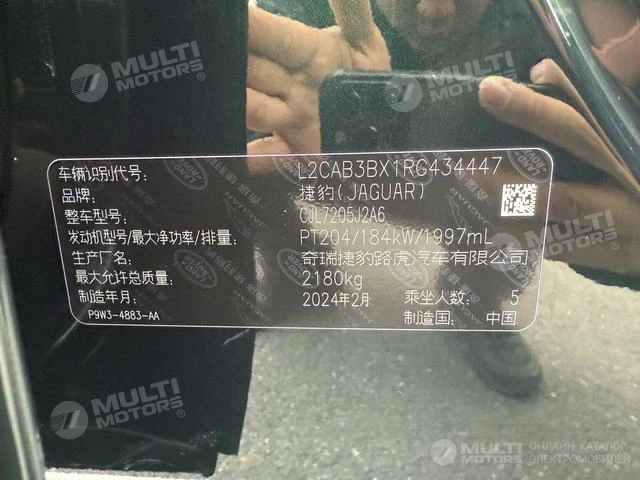 MULTI MOTORS®
MULTI MOTORS®
车辆识别代号: L2CAB3BX1RG434447
品牌: 捷豹(JAGUAR)
整车型号: CJL7205J2A6
发动机型号/最大净功率/排量: PT204/184kW/1997mL
生产厂名: 奇瑞捷豹路虎汽车有限公司
最大允许总质量: 2180kg
制造年月: 2024年2月 乘坐人数: 5
P9W3-4883-AA 制造国: 中国
MULTI MOTORS®
MULTI MOTORS®
ОНЛАЙН-КАТАЛОГ
ЭЛЕКТРОМОБИЛЕЙ